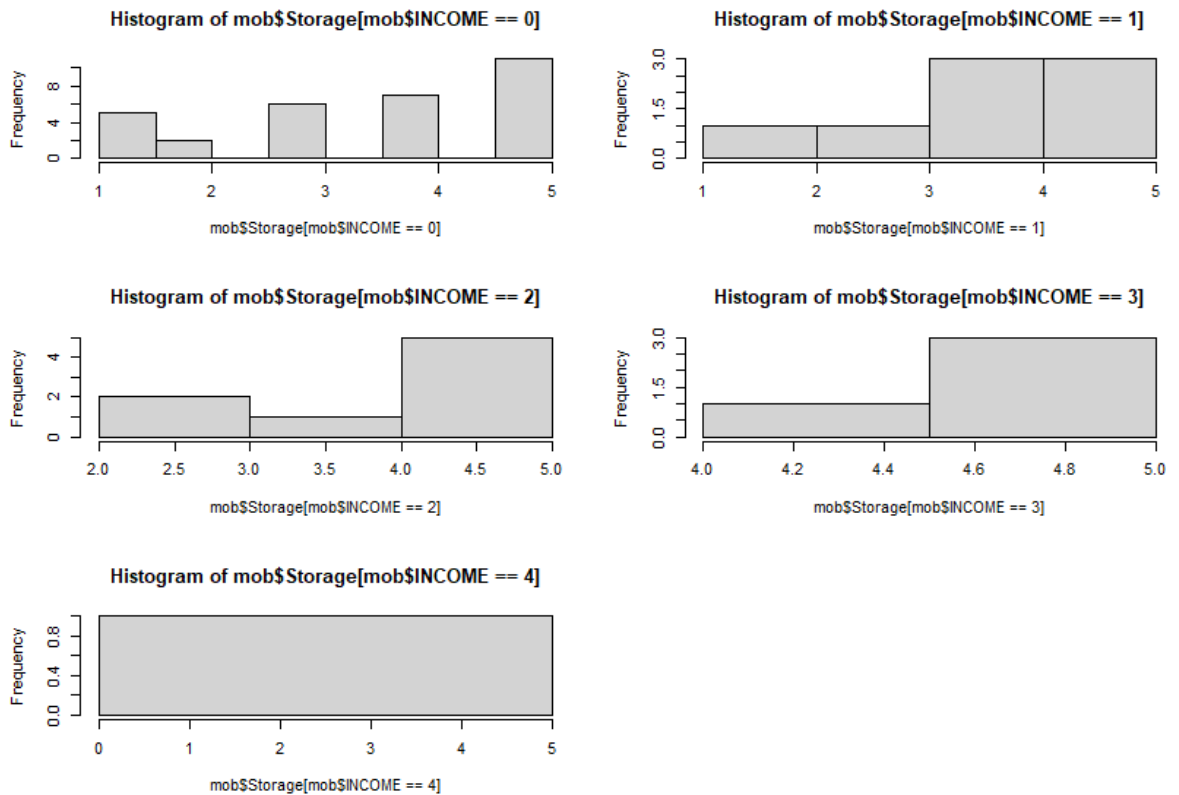 Histogram of mob$Storage[mob$INCOME == 0]
Frequency
0 4 8
1 2 3 4 5
mob$Storage[mob$INCOME == 0]
Histogram of mob$Storage[mob$INCOME == 1]
Frequency
0.0 1.5 3.0
1 2 3 4 5
mob$Storage[mob$INCOME == 1]
Histogram of mob$Storage[mob$INCOME == 2]
Frequency
0 2 4
2.0 2.5 3.0 3.5 4.0 4.5 5.0
mob$Storage[mob$INCOME == 2]
Histogram of mob$Storage[mob$INCOME == 3]
Frequency
0.0 1.5 3.0
4.0 4.2 4.4 4.6 4.8 5.0
mob$Storage[mob$INCOME == 3]
Histogram of mob$Storage[mob$INCOME == 4]
Frequency
0.0 0.4 0.8
0 1 2 3 4 5
mob$Storage[mob$INCOME == 4]